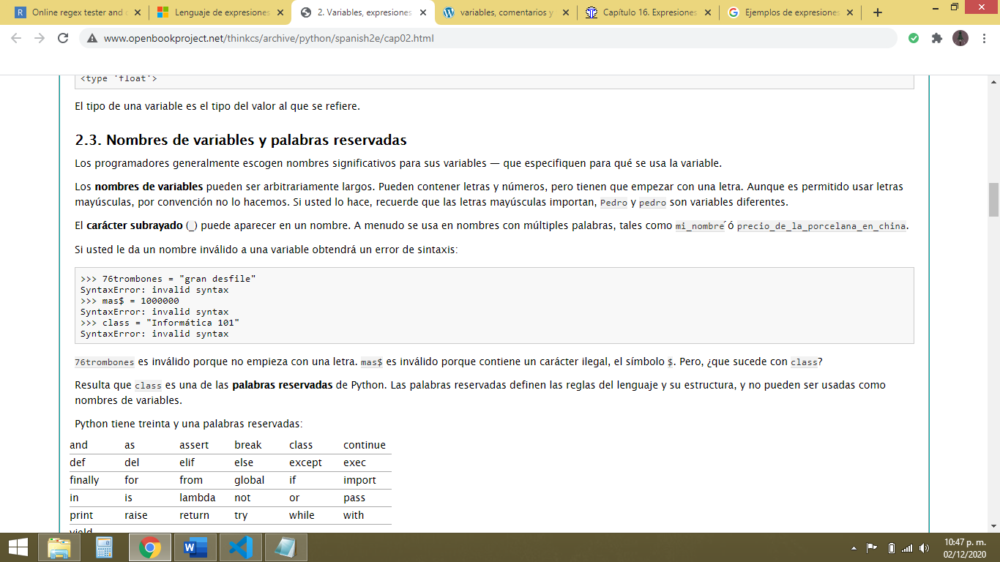 Online regex tester and d
Lenguaje de expresiones
2. Variables, expresiones
variables, comentarios y
Capítulo 16. Expresiones
Ejemplos de expresiones
www.openbookproject.net/thinkcs/archive/python/spanish2e/cap02.html
<type 'float'>
El tipo de una variable es el tipo del valor al que se refiere.
2.3. Nombres de variables y palabras reservadas
Los programadores generalmente escogen nombres significativos para sus variables — que especifiquen para qué se usa la variable.
Los nombres de variables pueden ser arbitrariamente largos. Pueden contener letras y números, pero tienen que empezar con una letra. Aunque es permitido usar letras
mayúsculas, por convención no lo hacemos. Si usted lo hace, recuerde que las letras mayúsculas importan, Pedro y pedro son variables diferentes.
El carácter subrayado (_) puede aparecer en un nombre. A menudo se usa en nombres con múltiples palabras, tales como mi_nombre´ó precio_de_la_porcelana_en_china.
Si usted le da un nombre inválido a una variable obtendrá un error de sintaxis:
>>> 76trombones = "gran desfile"
SyntaxError: invalid syntax
>>> mas$ = 1000000
SyntaxError: invalid syntax
>>> class = "Informática 101"
SyntaxError: invalid syntax
76trombones es inválido porque no empieza con una letra. mas$ es inválido porque contiene un carácter ilegal, el símbolo $. Pero, ¿que sucede con class?
Resulta que class es una de las palabras reservadas de Python. Las palabras reservadas definen las reglas del lenguaje y su estructura, y no pueden ser usadas como
nombres de variables.
Python tiene treinta y una palabras reservadas:
and as assert break class continue
def del elif else except exec
finally for from global if import
in is lambda not or pass
print raise return try while with
yield
10:47 p. m.
02/12/2020